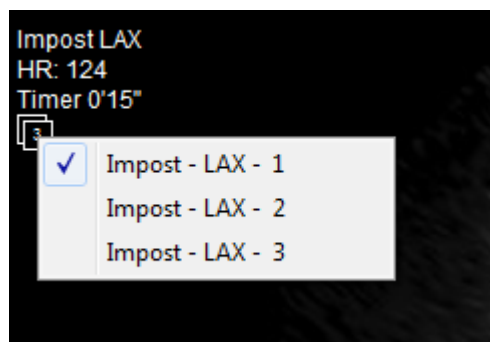 Impost LAX
HR: 124
Timer 0'15"
3
Impost - LAX - 1
Impost - LAX - 2
Impost - LAX - 3